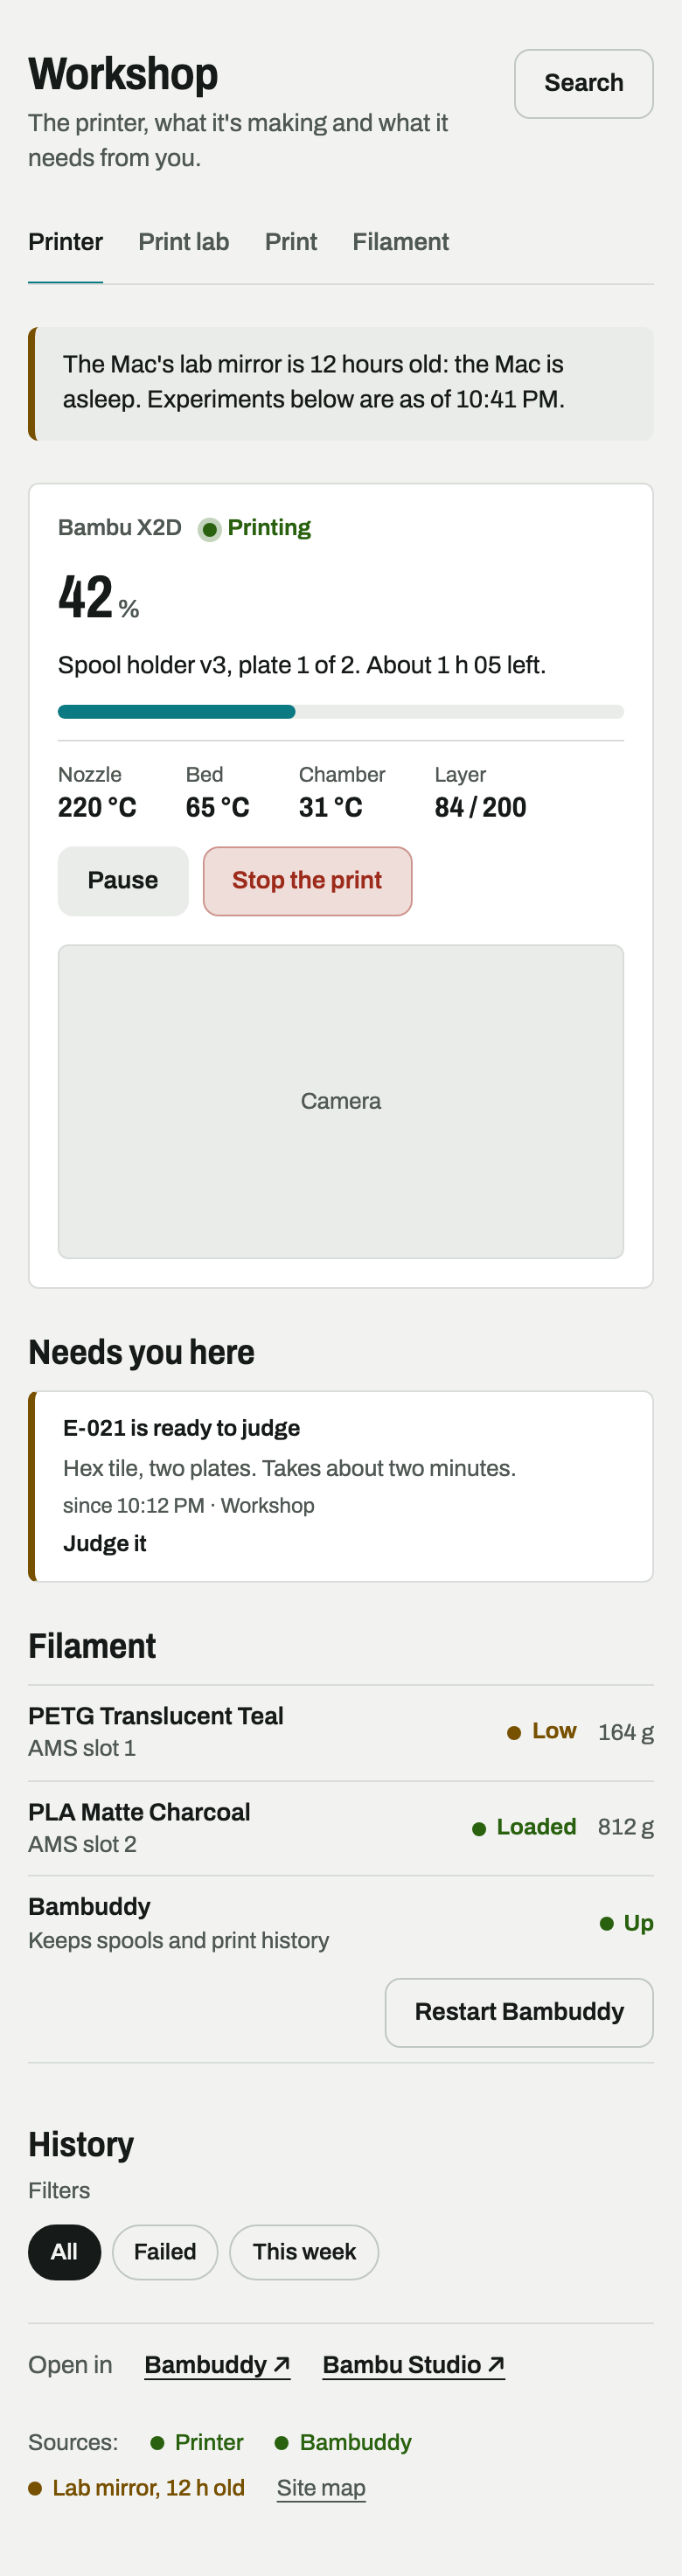 Workshop
Search
The printer, what it's making and what it
needs from you.
Printer Print lab Print Filament
The Mac's lab mirror is 12 hours old: the Mac is
asleep. Experiments below are as of 10:41 PM.
Bambu X2D Printing
42 %
Spool holder v3, plate 1 of 2. About 1 h 05 left.
Nozzle Bed Chamber Layer
220 °C 65 °C 31 °C 84 / 200
Pause Stop the print
Camera
Needs you here
E-021 is ready to judge
Hex tile, two plates. Takes about two minutes.
since 10:12 PM · Workshop
Judge it
Filament
PETG Translucent Teal
AMS slot 1
Low 164 g
PLA Matte Charcoal
AMS slot 2
Loaded 812 g
Bambuddy
Keeps spools and print history
Up
Restart Bambuddy
History
Filters
All Failed This week
Open in Bambuddy ↗ Bambu Studio ↗
Sources: Printer Bambuddy
Lab mirror, 12 h old Site map